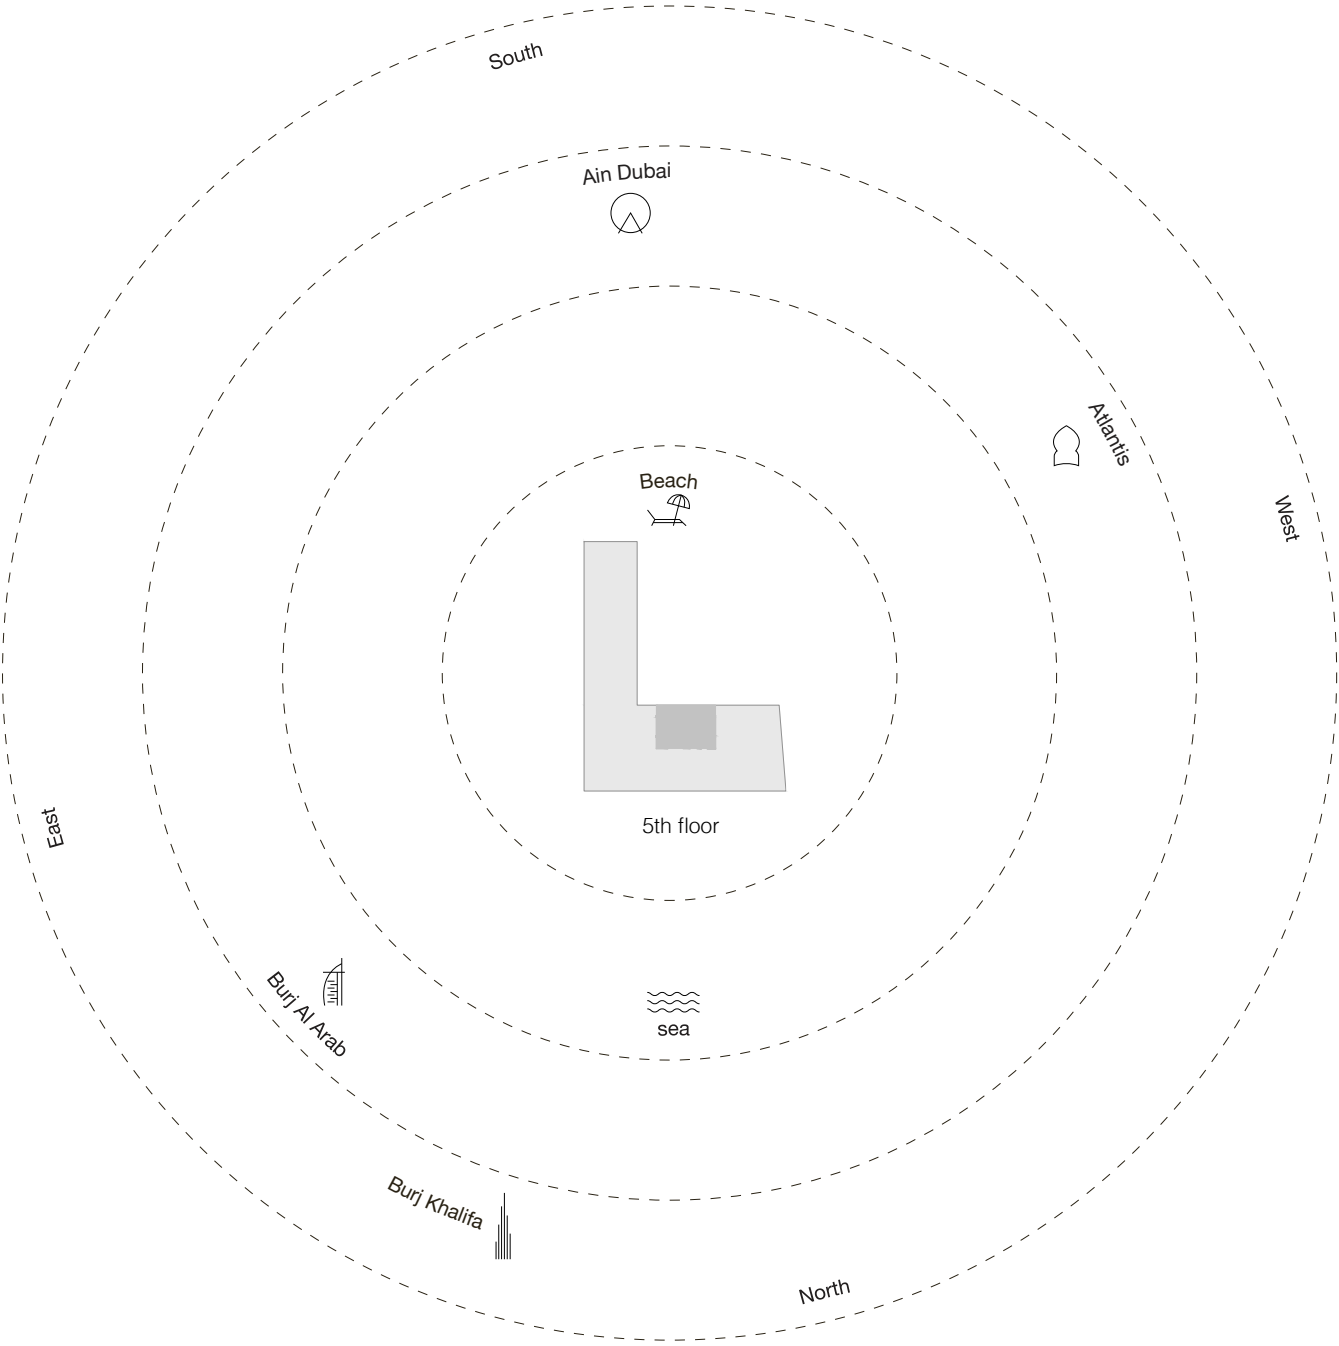 South
Ain Dubai
Atlantis
Beach
West
5th floor
East
Burj Al Arab
sea
Burj Khalifa
North